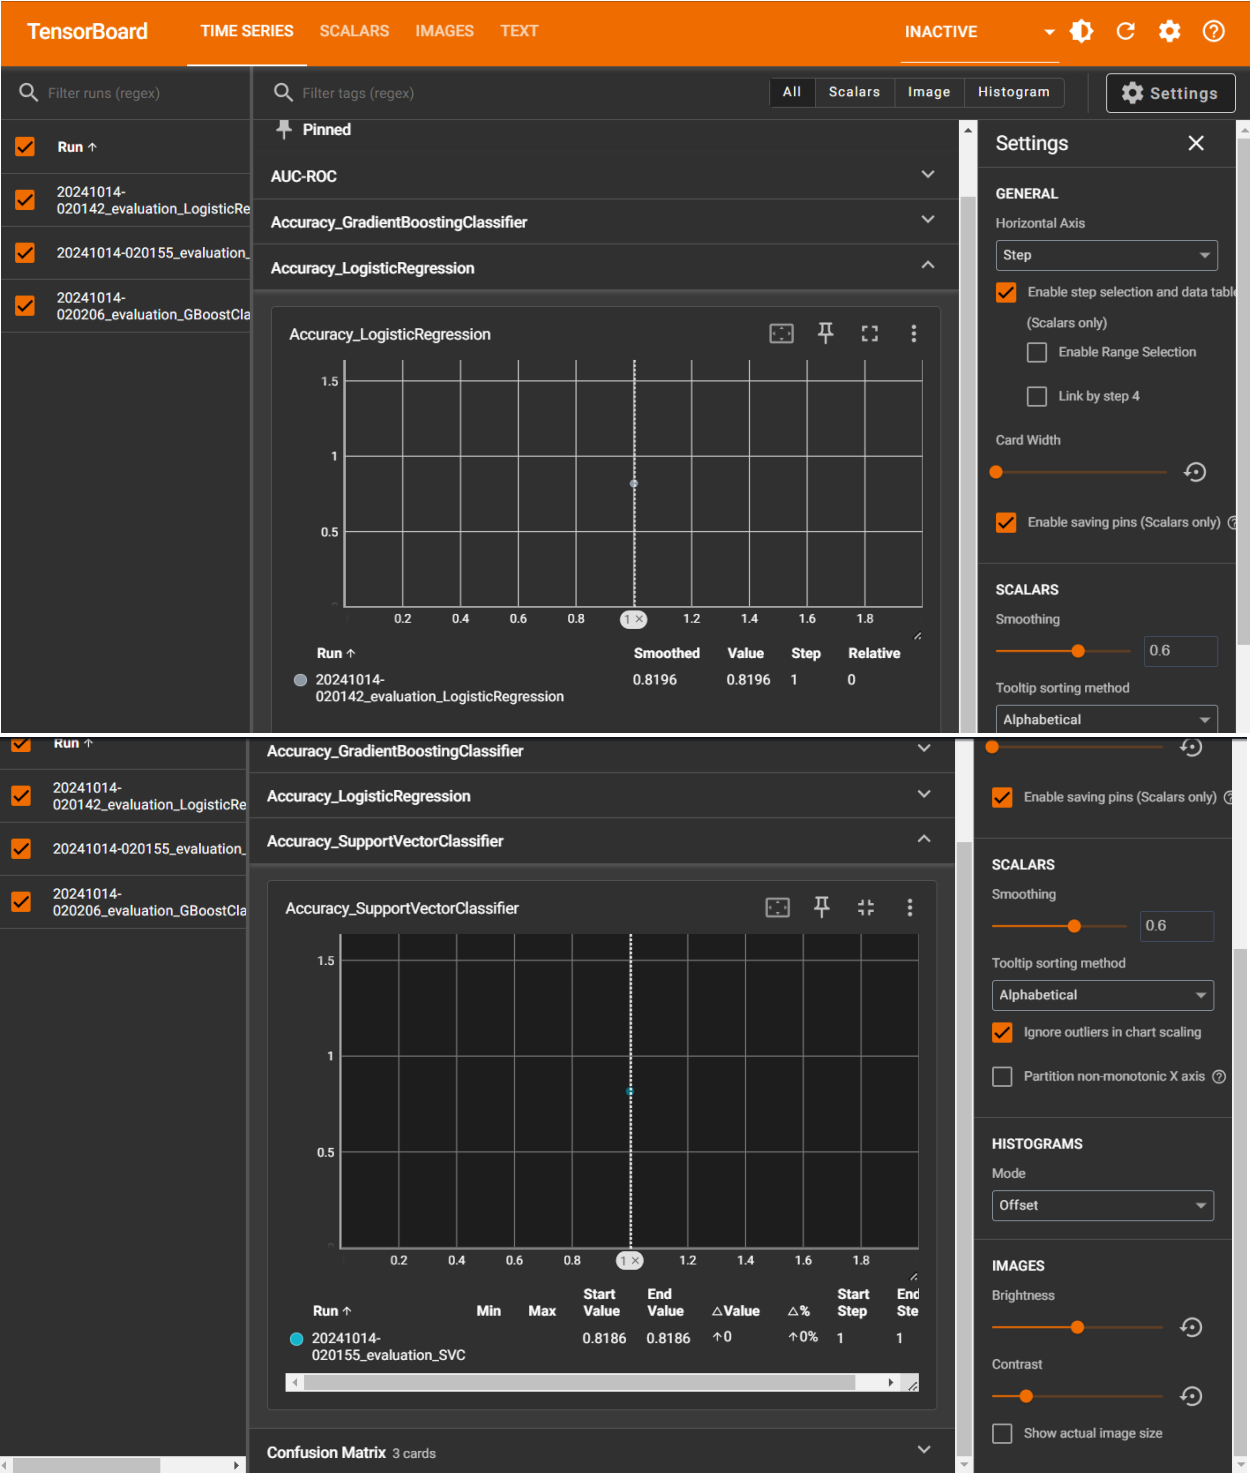 TensorBoard
TIME SERIES
SCALARS
IMAGES
TEXT
INACTIVE
Filter runs (regex)
Filter tags (regex)
All
Scalars
Image
Histogram
Settings
Run ↑
20241014-
020142_evaluation_LogisticRe
20241014-020155_evaluation_
20241014-
020206_evaluation_GBoostCla
Pinned
AUC-ROC
Accuracy_GradientBoostingClassifier
Accuracy_LogisticRegression
Accuracy_LogisticRegression
1.5
1
0.5
0
0.2 0.4 0.6 0.8 1 × 1.2 1.4 1.6 1.8
Run ↑ Smoothed Value Step Relative
20241014-
020142_evaluation_LogisticRegression
0.8196 0.8196 1 0
Settings
GENERAL
Horizontal Axis
Step
Enable step selection and data table
(Scalars only)
Enable Range Selection
Link by step 4
Card Width
Enable saving pins (Scalars only)
SCALARS
Smoothing
0.6
Tooltip sorting method
Alphabetical
Run ↑
20241014-
020142_evaluation_LogisticRe
20241014-020155_evaluation_
20241014-
020206_evaluation_GBoostCla
Accuracy_GradientBoostingClassifier
Accuracy_LogisticRegression
Accuracy_SupportVectorClassifier
Accuracy_SupportVectorClassifier
1.5
1
0.5
0
0.2 0.4 0.6 0.8 1 × 1.2 1.4 1.6 1.8
Run ↑ Min Max Start Value End Value △Value △% Start Step End Ste
20241014-
020155_evaluation_SVC
0.8186 0.8186 ↑0 ↑0% 1 1
Confusion Matrix 3 cards
Enable saving pins (Scalars only)
SCALARS
Smoothing
0.6
Tooltip sorting method
Alphabetical
Ignore outliers in chart scaling
Partition non-monotonic X axis
HISTOGRAMS
Mode
Offset
IMAGES
Brightness
Contrast
Show actual image size